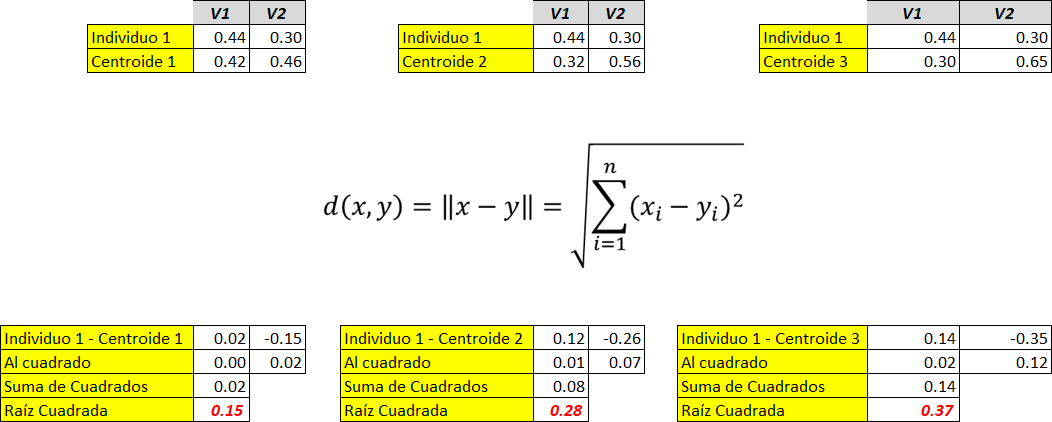 V1 V2
Individuo 1 0.44 0.30
Centroide 1 0.42 0.46
V1 V2
Individuo 1 0.44 0.30
Centroide 2 0.32 0.56
V1 V2
Individuo 1 0.44 0.30
Centroide 3 0.30 0.65
d(x, y) = ‖x − y‖ = √∑ⁿᵢ₌₁(xᵢ − yᵢ)²
Individuo 1 - Centroide 1 0.02 -0.15
Al cuadrado 0.00 0.02
Suma de Cuadrados 0.02
Raíz Cuadrada 0.15
Individuo 1 - Centroide 2 0.12 -0.26
Al cuadrado 0.01 0.07
Suma de Cuadrados 0.08
Raíz Cuadrada 0.28
Individuo 1 - Centroide 3 0.14 -0.35
Al cuadrado 0.02 0.12
Suma de Cuadrados 0.14
Raíz Cuadrada 0.37